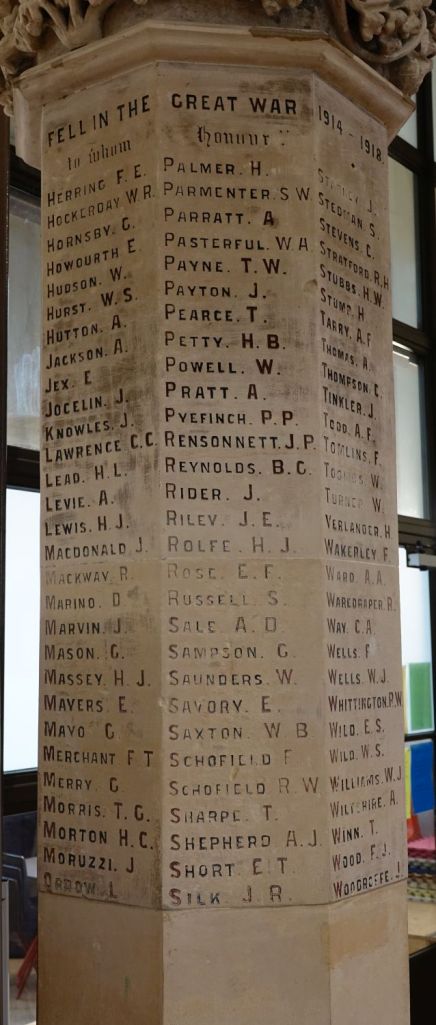 FELL IN THE GREAT WAR 1914-1918
to whom honour
HERRING. F. E.
HOCKERDAY. W. R.
HORNSBY. G.
HOWOURTH E.
HUDSON. W.
HURST. W. S.
HUTTON. A.
JACKSON. A.
JEX. E
JOCELIN. J.
KNOWLES. J.
LAWRENCE C.C.
LEAD. H.L.
LEVIE. A.
LEWIS. H.J.
MACDONALD. J.
MACKWAY. R.
MARINO. D
MARVIN. J.
MASON. G.
MASSEY. H.J.
MAVERS. E.
MAYO G.
MERCHANT F.T
MERRY. G.
MORRIS. T.G.
MORTON H.C.
MORUZZI. J
L
PALMER. H.
PARMENTER. S W.
PARRATT. A
PASTERFUL. W A.
PAYNE. T. W.
PAYTON. J.
PEARCE. T.
PETTY. H. B.
POWELL. W.
PRATT. A.
PYEFINCH. P. P.
RENSONNETT. J. P.
REYNOLDS. B. G.
RIDER. J.
RILEY. J. E.
ROLFE. H. J.
ROSE. E. F.
RUSSELL. S.
SALE. A. D.
SAMPSON. G.
SAUNDERS. W.
SAVORY. E.
SAXTON. W B
SCHOFIELD F
SCHOFIELD R. W
SHARPE. T.
SHEPHERD A. J.
SHORT. E. T.
SILK. J. R.
J.
STEDMAN. S.
STEVENS. C.
STRATFORD. R.H
STUBBS. H.W.
STUMP. H
TARRY. A.F
THOMAS. A.
THOMPSON. C.
TINKLER. J.
TODD. A. F.
TOMLINS. F.
W.
TURNER W.
VERLANDER. H.
WAKERLEY. F.
WARD. A.A.
WAREDRAPER. R.
WAY. C.A.
WELLS. F
WELLS. W.J.
WHITTINGTON. P.W.
WILD. E.S.
WILD. W.S.
WILLIAMS. W.J
WILTSHIRE. A.
WINN. T.
WOOD. F.J.
WOODROFFE. J.